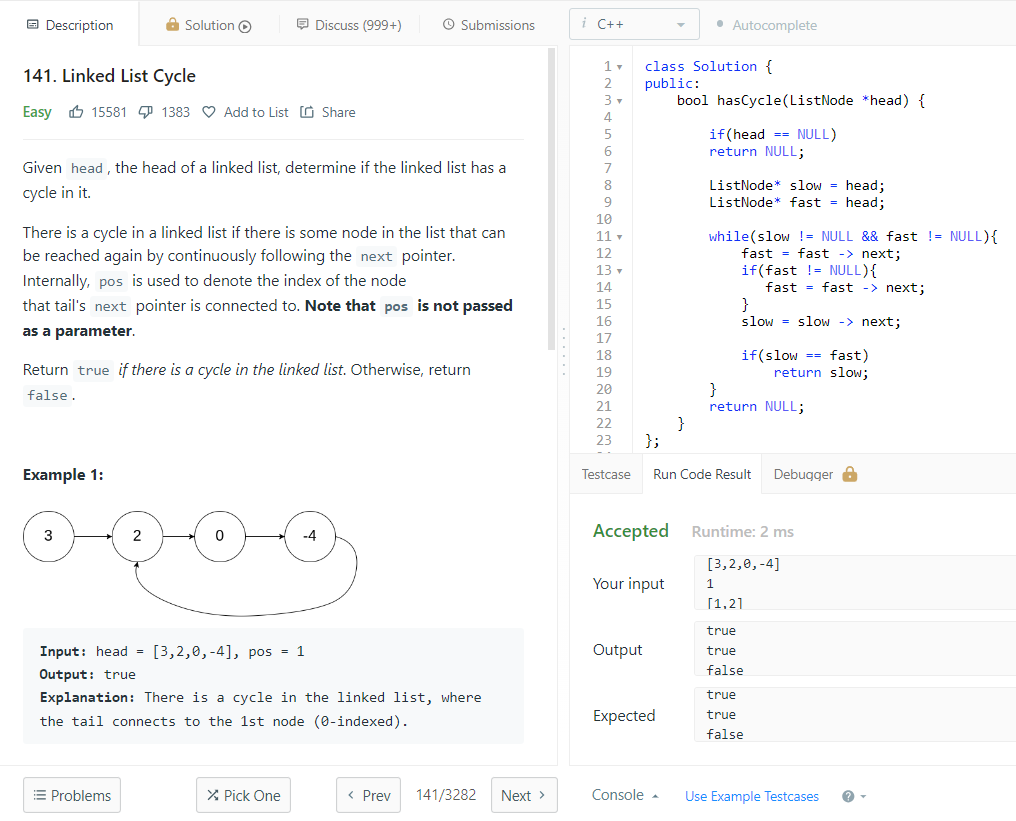 Description
Solution
Discuss (999+)
Submissions
i C++
Autocomplete
141. Linked List Cycle
Easy 15581 1383 Add to List Share
Given head, the head of a linked list, determine if the linked list has a
cycle in it.
There is a cycle in a linked list if there is some node in the list that can
be reached again by continuously following the next pointer.
Internally, pos is used to denote the index of the node
that tail's next pointer is connected to. Note that pos is not passed
as a parameter.
Return true if there is a cycle in the linked list. Otherwise, return
false.
Example 1:
3 2 0 -4
Input: head = [3,2,0,-4], pos = 1
Output: true
Explanation: There is a cycle in the linked list, where
the tail connects to the 1st node (0-indexed).
Problems
Pick One
< Prev
141/3282
Next >
1 class Solution {
2 public:
3 bool hasCycle(ListNode *head) {
4
5 if(head == NULL)
6 return NULL;
7
8 ListNode* slow = head;
9 ListNode* fast = head;
10
11 while(slow != NULL && fast != NULL){
12 fast = fast -> next;
13 if(fast != NULL){
14 fast = fast -> next;
15 }
16 slow = slow -> next;
17
18 if(slow == fast)
19 return slow;
20 }
21 return NULL;
22 }
23 };
Testcase
Run Code Result
Debugger
Accepted Runtime: 2 ms
Your input
[3,2,0,-4]
1
[1,2]
Output
true
true
false
Expected
true
true
false
Console
Use Example Testcases
?